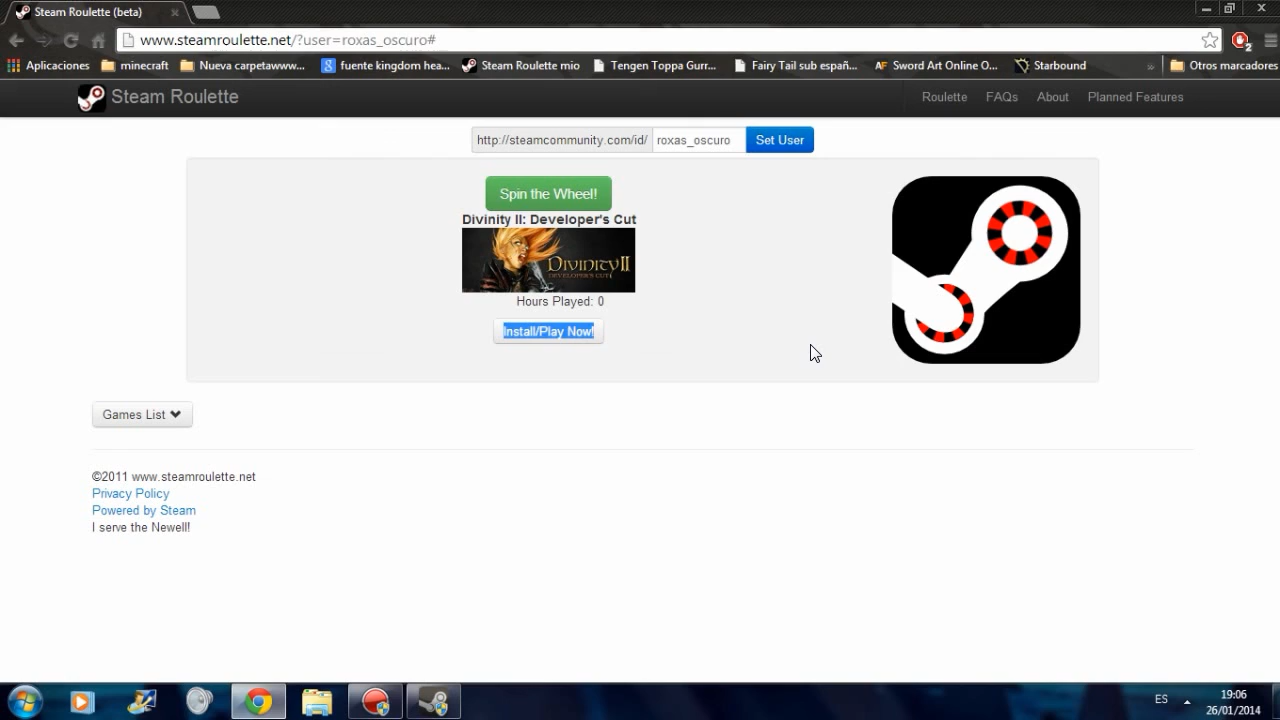 Steam Roulette (beta)
www.steamroulette.net/?user=roxas_oscuro#
2
Aplicaciones minecraft Nueva carpetawww... fuente kingdom hea... Steam Roulette mio Tengen Toppa Gurr... Fairy Tail sub españ... AF Sword Art Online O... Starbound » Otros marcadores
Steam Roulette Roulette FAQs About Planned Features
http://steamcommunity.com/id/ roxas_oscuro Set User
Spin the Wheel!
Divinity II: Developer's Cut
DIVINITY II
DEVELOPER'S CUT
Hours Played: 0
Install/Play Now!
Games List
©2011 www.steamroulette.net
Privacy Policy
Powered by Steam
I serve the Newell!
ES 19:06
26/01/2014